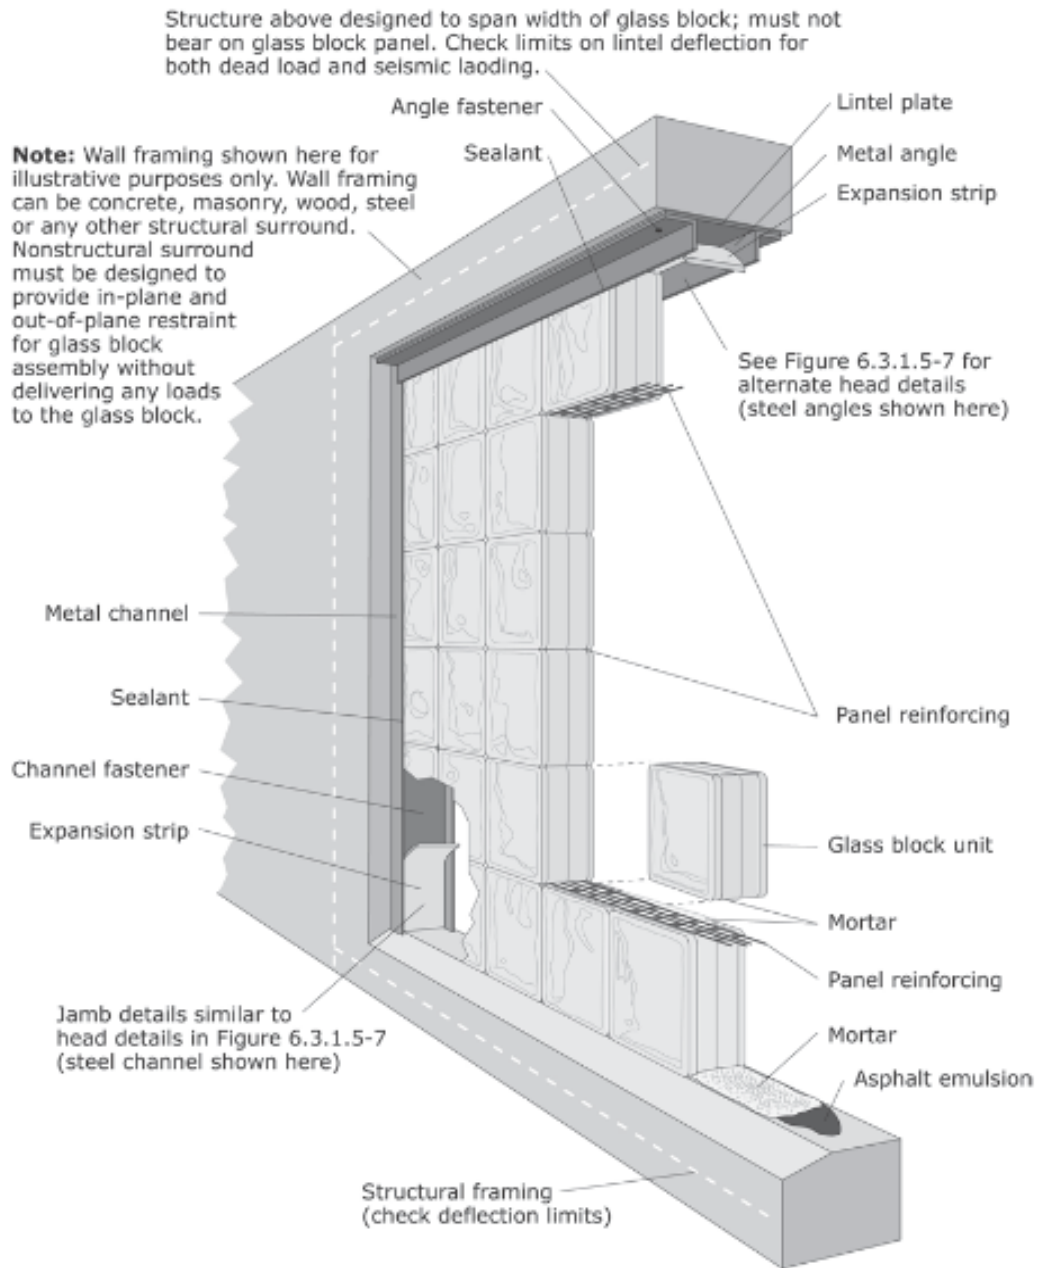 Structure above designed to span width of glass block; must not
bear on glass block panel. Check limits on lintel deflection for
both dead load and seismic laoding.
Angle fastener
Lintel plate
Sealant
Metal angle
Expansion strip
Note: Wall framing shown here for
illustrative purposes only. Wall framing
can be concrete, masonry, wood, steel
or any other structural surround.
Nonstructural surround
must be designed to
provide in-plane and
out-of-plane restraint
for glass block
assembly without
delivering any loads
to the glass block.
See Figure 6.3.1.5-7 for
alternate head details
(steel angles shown here)
Metal channel
Sealant
Panel reinforcing
Channel fastener
Expansion strip
Glass block unit
Mortar
Panel reinforcing
Jamb details similar to
head details in Figure 6.3.1.5-7
(steel channel shown here)
Mortar
Asphalt emulsion
Structural framing
(check deflection limits)